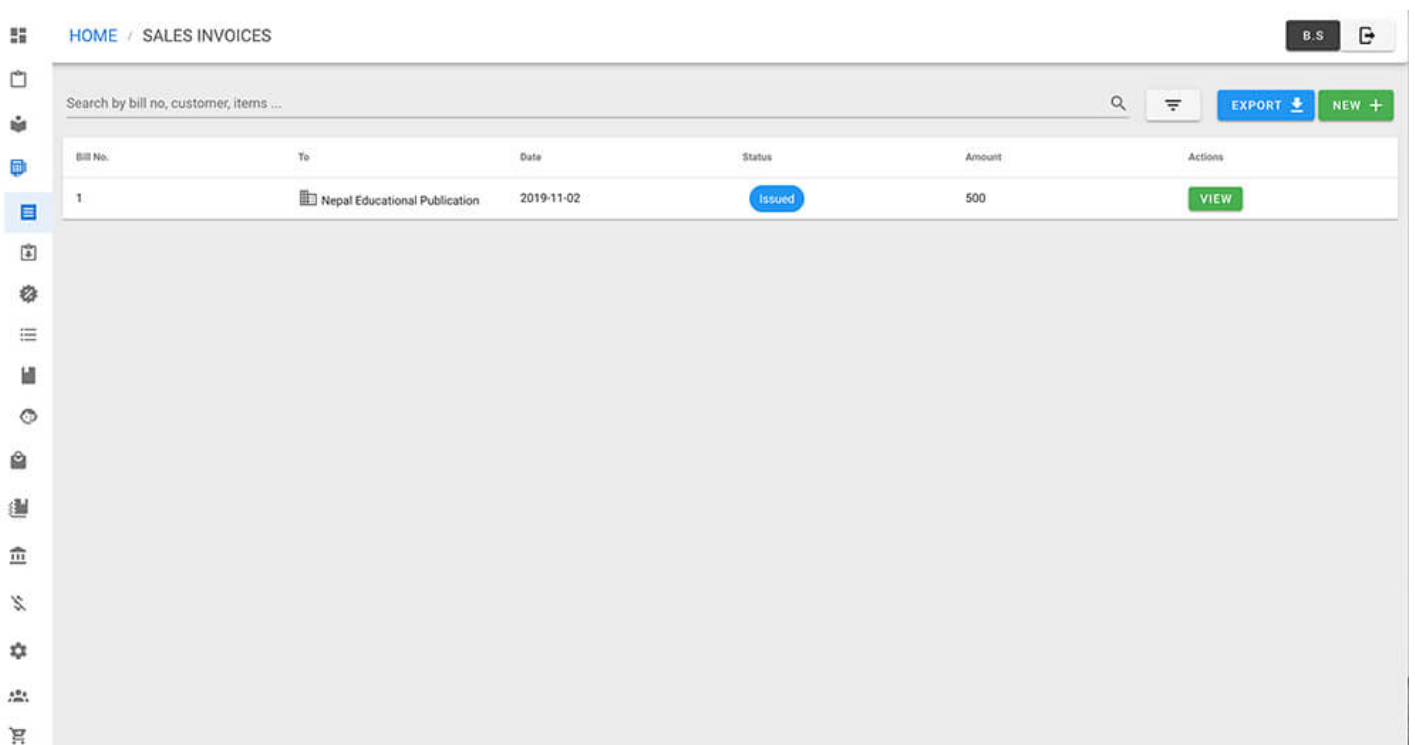 HOME / SALES INVOICES
B.S
Search by bill no, customer, items ...
EXPORT NEW
Bill No. To Date Status Amount Actions
1 Nepal Educational Publication 2019-11-02 Issued 500 VIEW